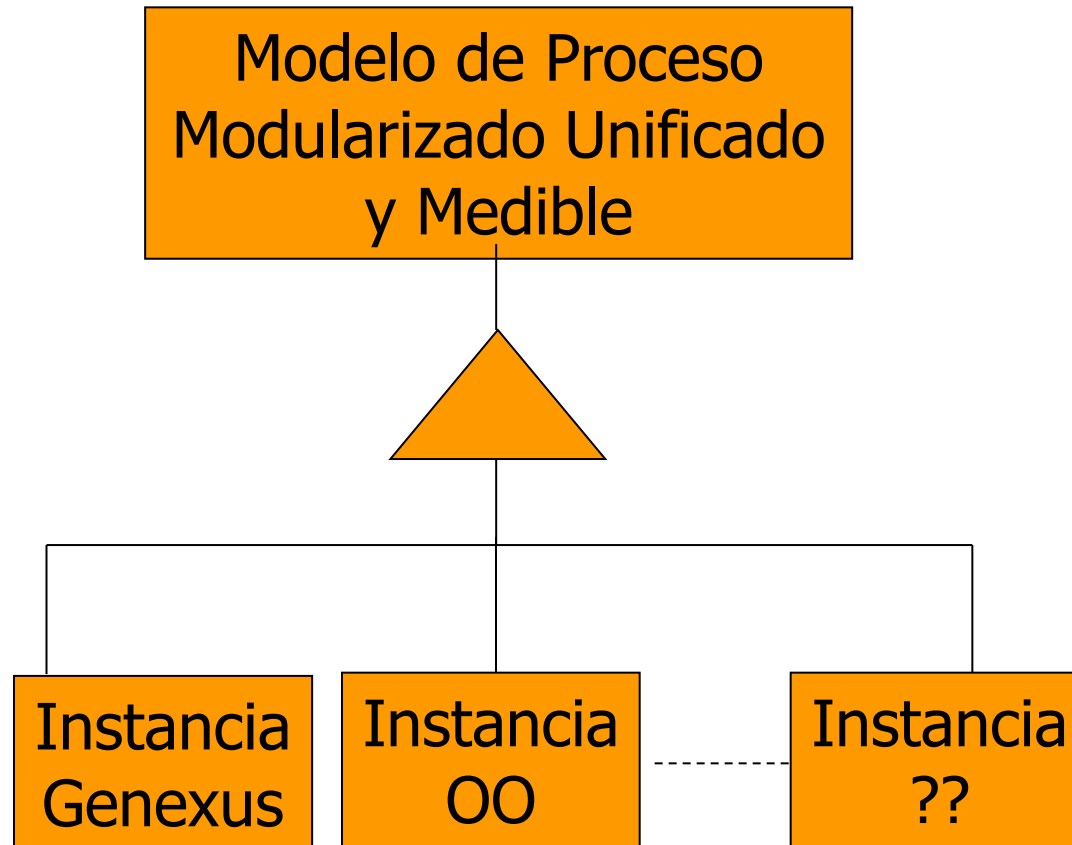 Modelo de Proceso
Modularizado Unificado
y Medible
Instancia
Genexus
Instancia
OO
Instancia
??